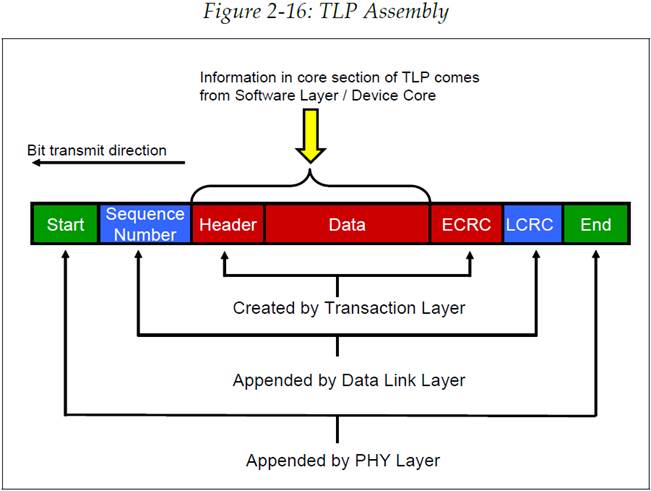 Figure 2-16: TLP Assembly
Information in core section of TLP comes
from Software Layer / Device Core
Bit transmit direction
Start
Sequence
Number
Header
Data
ECRC
LCRC
End
Created by Transaction Layer
Appended by Data Link Layer
Appended by PHY Layer